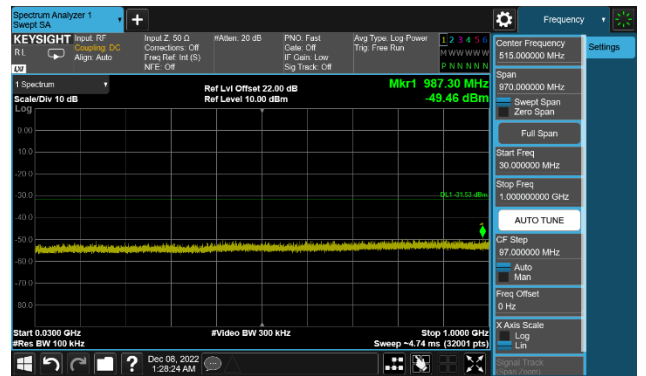 Spectrum Analyzer 1
Swept SA
+
Frequency
KEYSIGHT
RL
LXI
Input: RF
Coupling: DC
Align: Auto
Input Z: 50 Ω
Corrections: Off
Freq Ref: Int (S)
NFE: Off
#Atten: 20 dB
PNO: Fast
Gate: Off
IF Gain: Low
Sig Track: Off
Avg Type: Log-Power
Trig: Free Run
1 2 3 4 5 6
M W W W W W
P N N N N N
1 Spectrum
Scale/Div 10 dB
Log
Ref Lvl Offset 22.00 dB
Ref Level 10.00 dBm
Mkr1 987.30 MHz
-49.46 dBm
0.00
-10.0
-20.0
-30.0
-40.0
-50.0
-60.0
-70.0
-80.0
DL1 -31.53 dBm
1
Start 0.0300 GHz
#Res BW 100 kHz
#Video BW 300 kHz
Stop 1.0000 GHz
Sweep ~4.74 ms (32001 pts)
Center Frequency
515.000000 MHz
Settings
Span
970.000000 MHz
Swept Span
Zero Span
Full Span
Start Freq
30.000000 MHz
Stop Freq
1.000000000 GHz
AUTO TUNE
CF Step
97.000000 MHz
Auto
Man
Freq Offset
0 Hz
X Axis Scale
Log
Lin
Signal Track
(Span Zoom)
?
Dec 08, 2022
1:28:24 AM